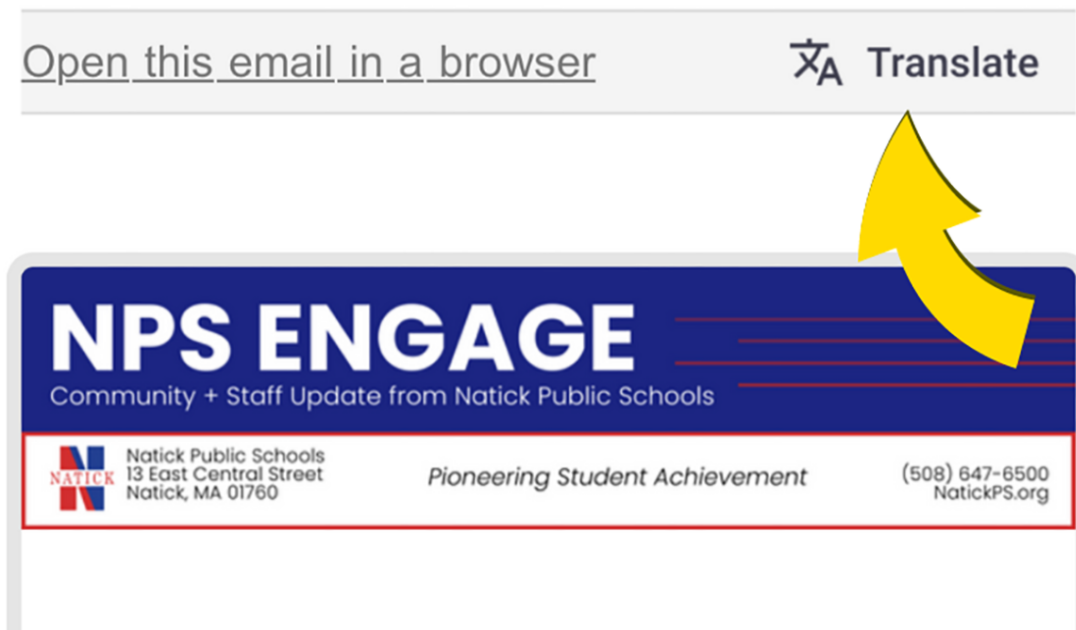 Open this email in a browser
Translate
NPS ENGAGE
Community + Staff Update from Natick Public Schools
NATICK
Natick Public Schools
13 East Central Street
Natick, MA 01760
Pioneering Student Achievement
(508) 647-6500
NatickPS.org